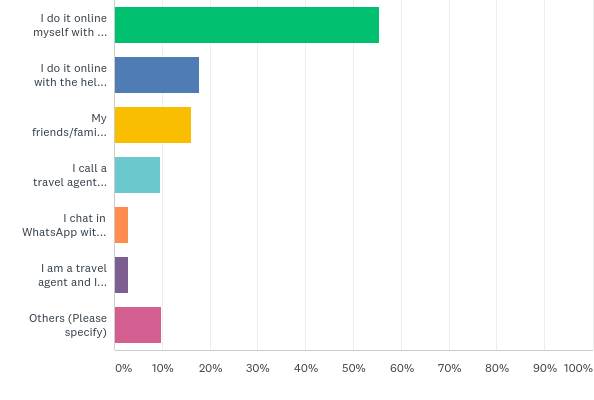 I do it online
myself with ...
I do it online
with the hel...
My
friends/fami...
I call a
travel agent...
I chat in
WhatsApp wit...
I am a travel
agent and I...
Others (Please
specify)
0% 10% 20% 30% 40% 50% 60% 70% 80% 90% 100%